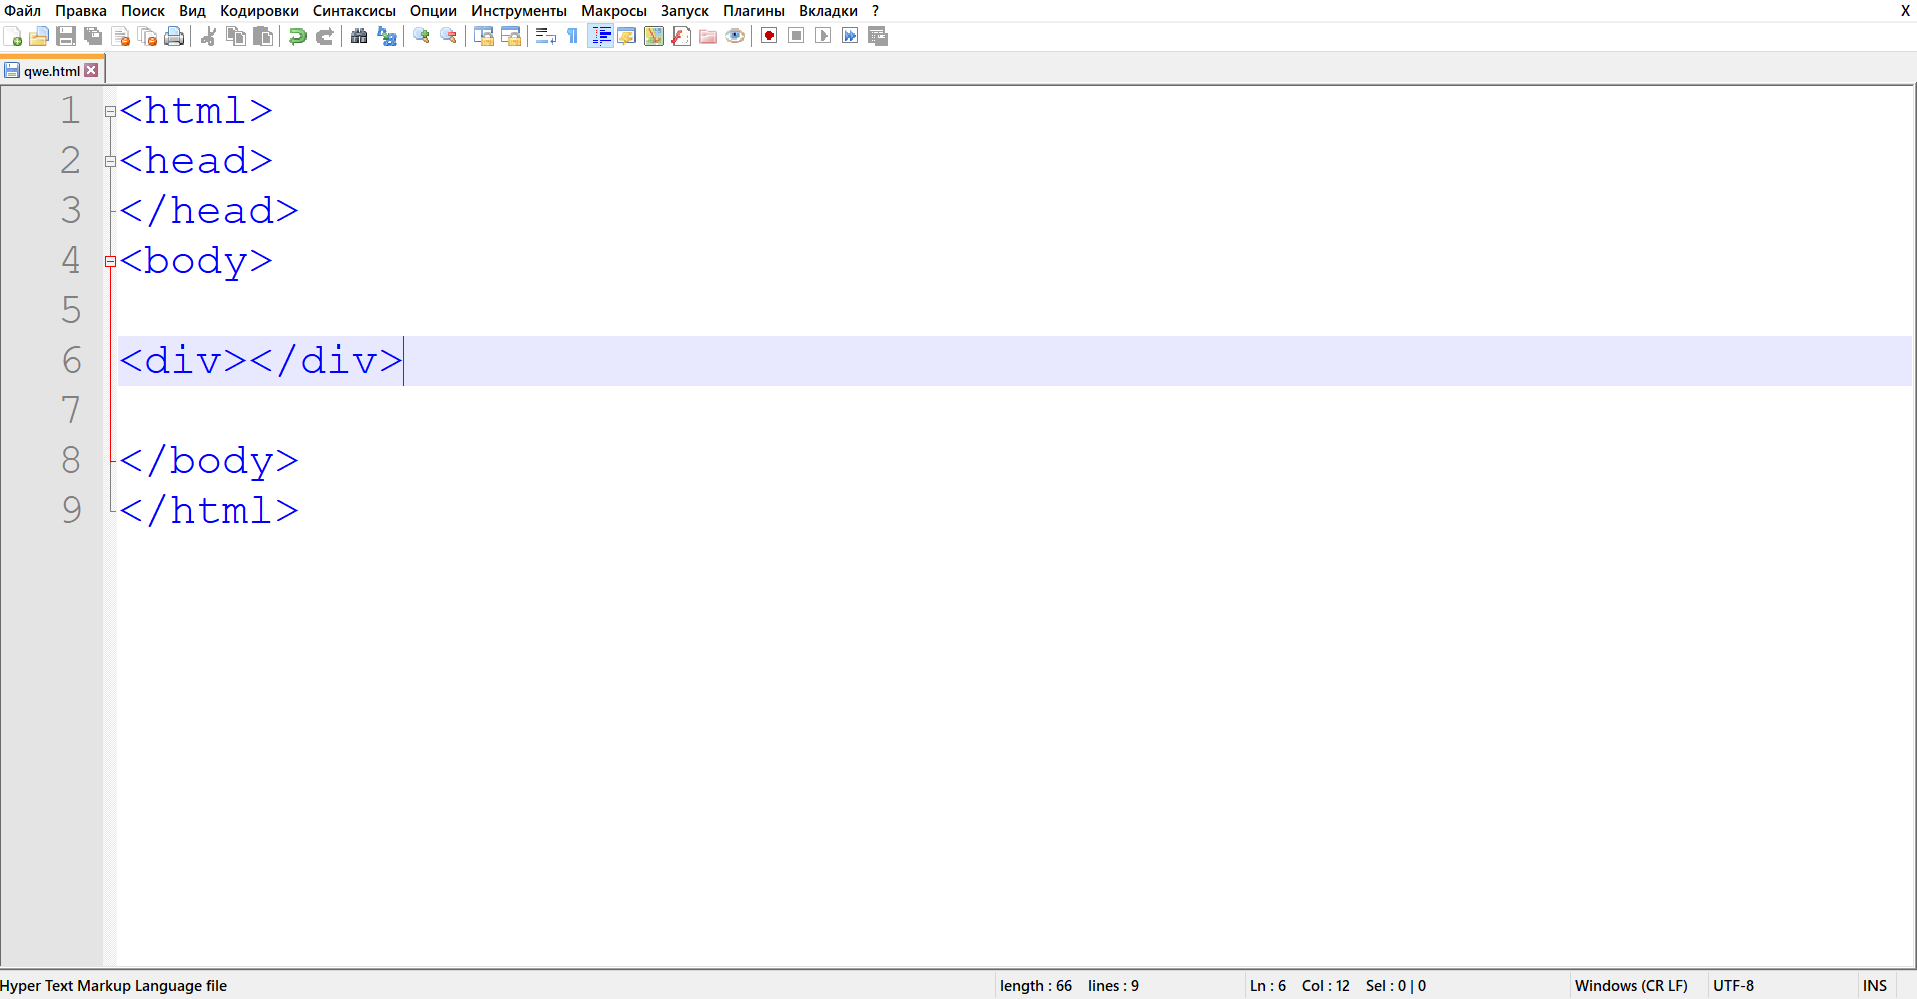 Файл Правка Поиск Вид Кодировки Синтаксисы Опции Инструменты Макросы Запуск Плагины Вкладки ? X
qwe.html
1 <html>
2 <head>
3 </head>
4 <body>
5
6 <div></div>
7
8 </body>
9 </html>
Hyper Text Markup Language file length : 66 lines : 9 Ln : 6 Col : 12 Sel : 0 | 0 Windows (CR LF) UTF-8 INS